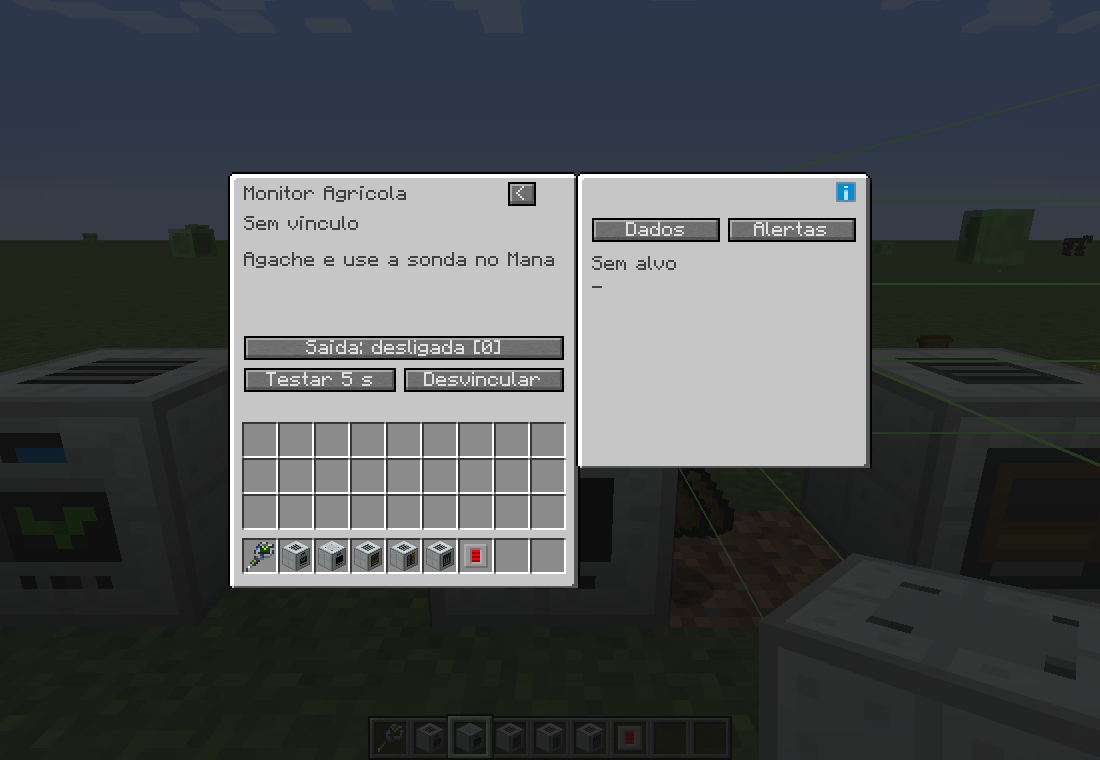 Monitor Agrícola
<
Sem vínculo
Agache e use a sonda no Mana
Saída: desligada [0]
Testar 5 s
Desvincular
i
Dados
Alertas
Sem alvo
—